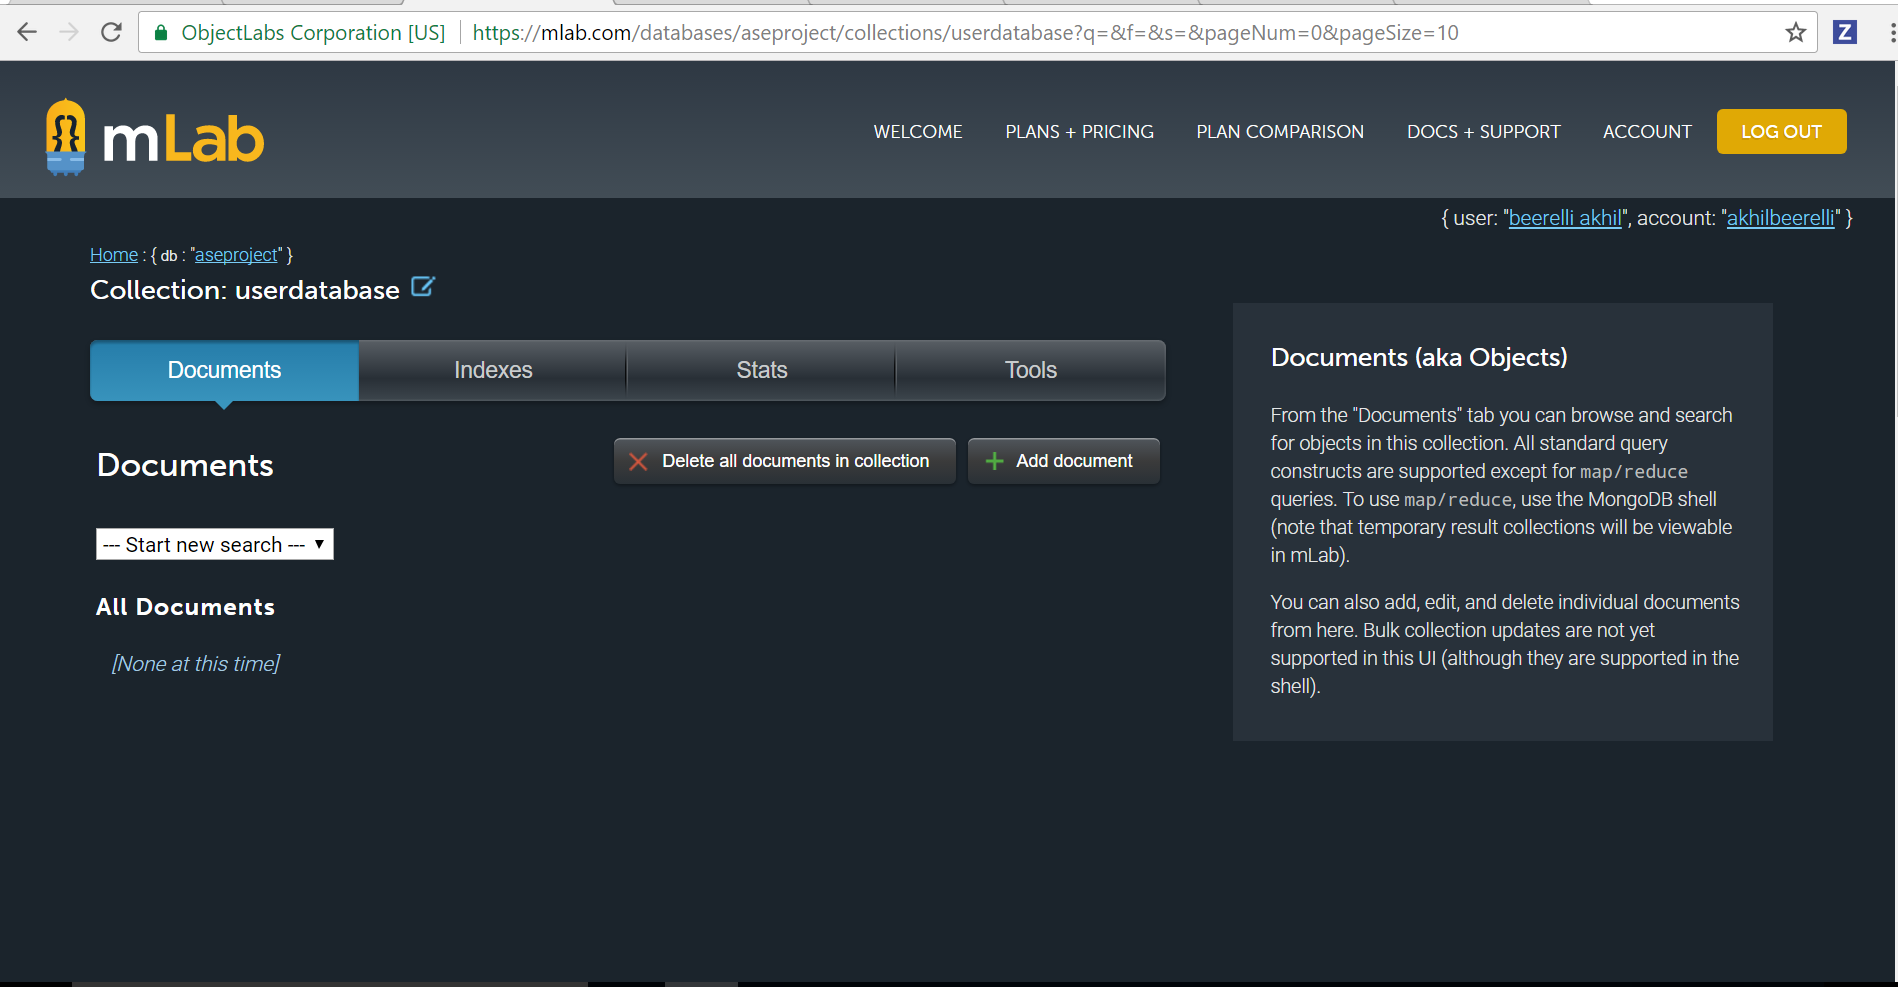 ObjectLabs Corporation [US] https://mlab.com/databases/aseproject/collections/userdatabase?q=&f=&s=&pageNum=0&pageSize=10
Z
mLab
WELCOME PLANS + PRICING PLAN COMPARISON DOCS + SUPPORT ACCOUNT LOG OUT
{ user: "beerelli akhil", account: "akhilbeerelli" }
Home : { db : "aseproject" }
Collection: userdatabase
Documents Indexes Stats Tools
Documents
Delete all documents in collection
Add document
--- Start new search ---
All Documents
[None at this time]
Documents (aka Objects)
From the "Documents" tab you can browse and search
for objects in this collection. All standard query
constructs are supported except for map/reduce
queries. To use map/reduce, use the MongoDB shell
(note that temporary result collections will be viewable
in mLab).
You can also add, edit, and delete individual documents
from here. Bulk collection updates are not yet
supported in this UI (although they are supported in the
shell).